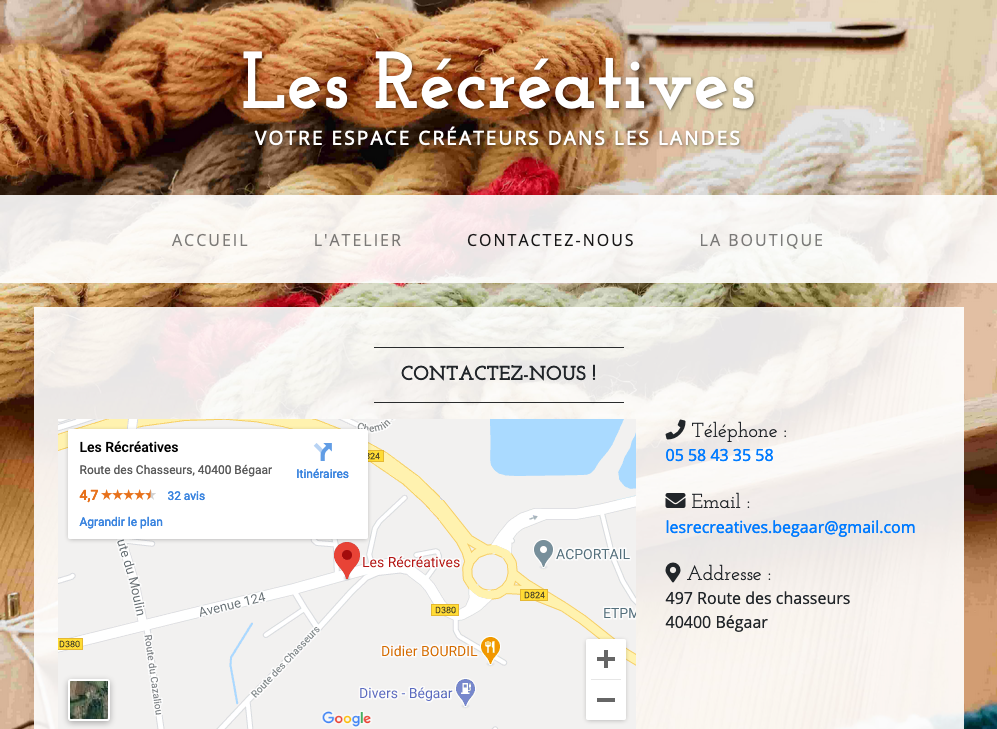 Les Récréatives
VOTRE ESPACE CRÉATEURS DANS LES LANDES
ACCUEIL
L'ATELIER
CONTACTEZ-NOUS
LA BOUTIQUE
CONTACTEZ-NOUS !
Les Récréatives
Route des Chasseurs, 40400 Bégaar
Itinéraires
4,7
32 avis
Agrandir le plan
Chemin
824
Les Récréatives
ACPORTAIL
D824
D380
ETPM
ute du Moulin
Avenue 124
D380
Didier BOURDIL
Route du Cazaliou
Route des Chasseurs
Divers - Bégaar
Google
Téléphone :
05 58 43 35 58
Email :
lesrecreatives.begaar@gmail.com
Addresse :
497 Route des chasseurs
40400 Bégaar